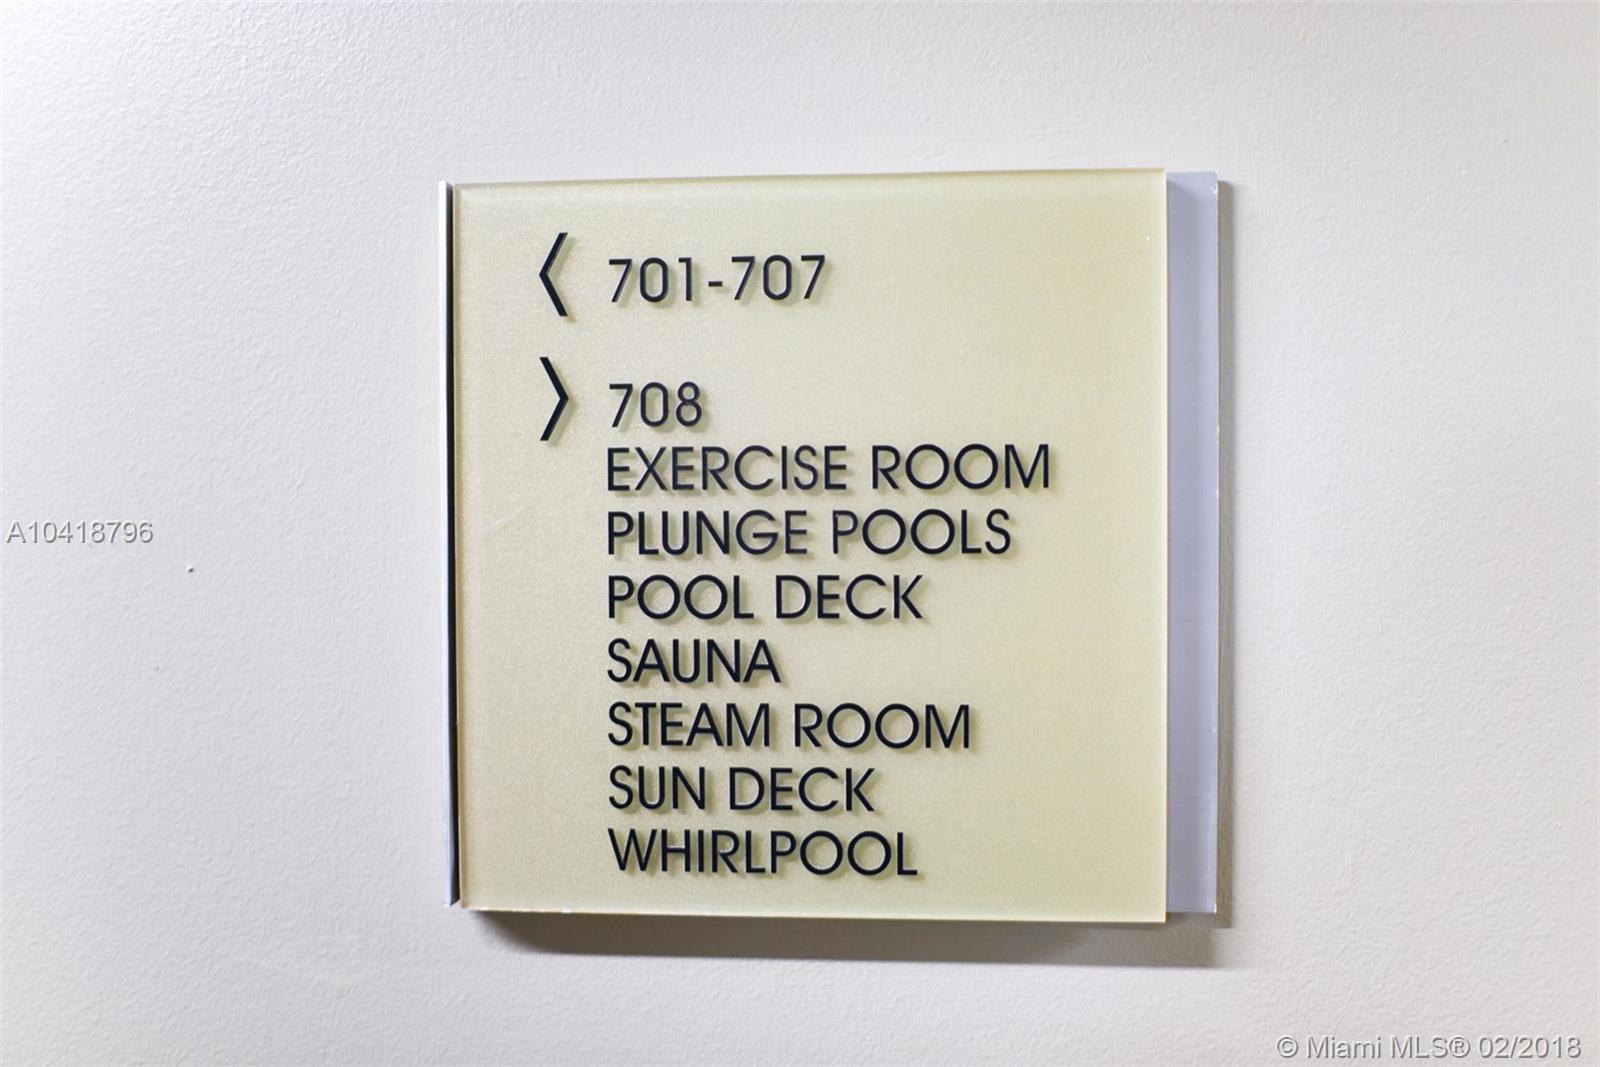 701-707
708
EXERCISE ROOM
PLUNGE POOLS
POOL DECK
SAUNA
STEAM ROOM
SUN DECK
WHIRLPOOL
A10418796
© Miami MLS® 02/2018